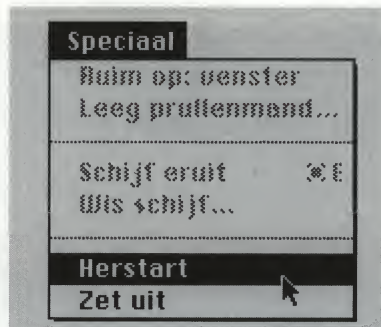 Speciaal
Ruim op: venster
Leeg prullenmand...
Schijf eruit ⌘E
Wis schijf...
Herstart
Zet uit